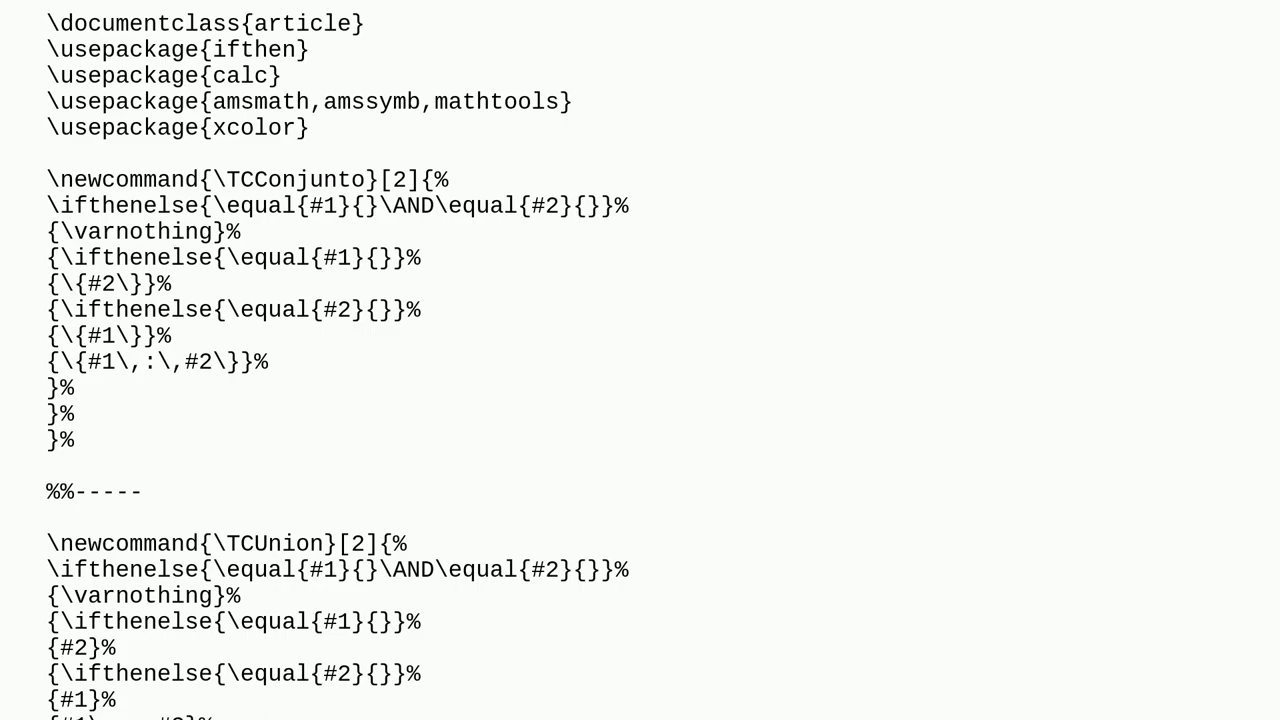 \documentclass{article}
\usepackage{ifthen}
\usepackage{calc}
\usepackage{amsmath,amssymb,mathtools}
\usepackage{xcolor}

\newcommand{\TCConjunto}[2]{%
\ifthenelse{\equal{#1}{}\AND\equal{#2}{}}%
{\varnothing}%
{\ifthenelse{\equal{#1}{}}%
{\{#2\}}%
{\ifthenelse{\equal{#2}{}}%
{\{#1\}}%
{\{#1\,:\,#2\}}%
}%
}%
}%

%%-----

\newcommand{\TCUnion}[2]{%
\ifthenelse{\equal{#1}{}\AND\equal{#2}{}}%
{\varnothing}%
{\ifthenelse{\equal{#1}{}}%
{#2}%
{\ifthenelse{\equal{#2}{}}%
{#1}%